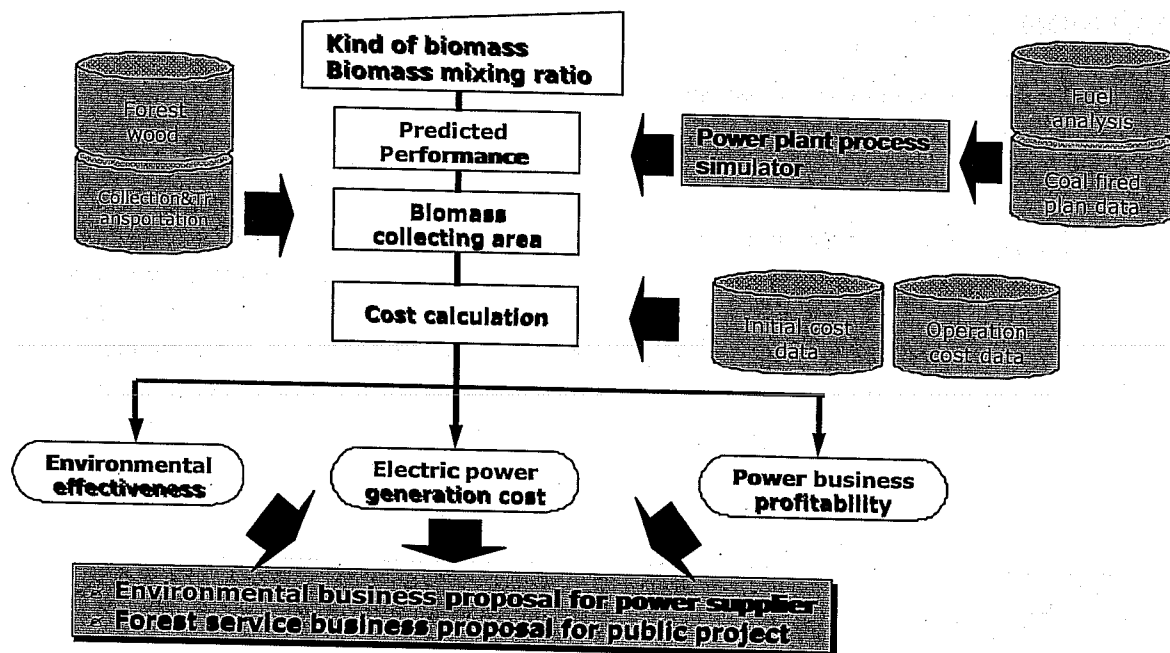 Kind of biomass
Biomass mixing ratio
Forest
wood
Collection&Tr
ansportation
Predicted
Performance
Power plant process
simulator
Fuel
analysis
Coal fired
plan data
Biomass
collecting area
Cost calculation
Initial cost
data
Operation
cost data
Environmental
effectiveness
Electric power
generation cost
Power business
profitability
Environmental business proposal for power supplier
Forest service business proposal for public project